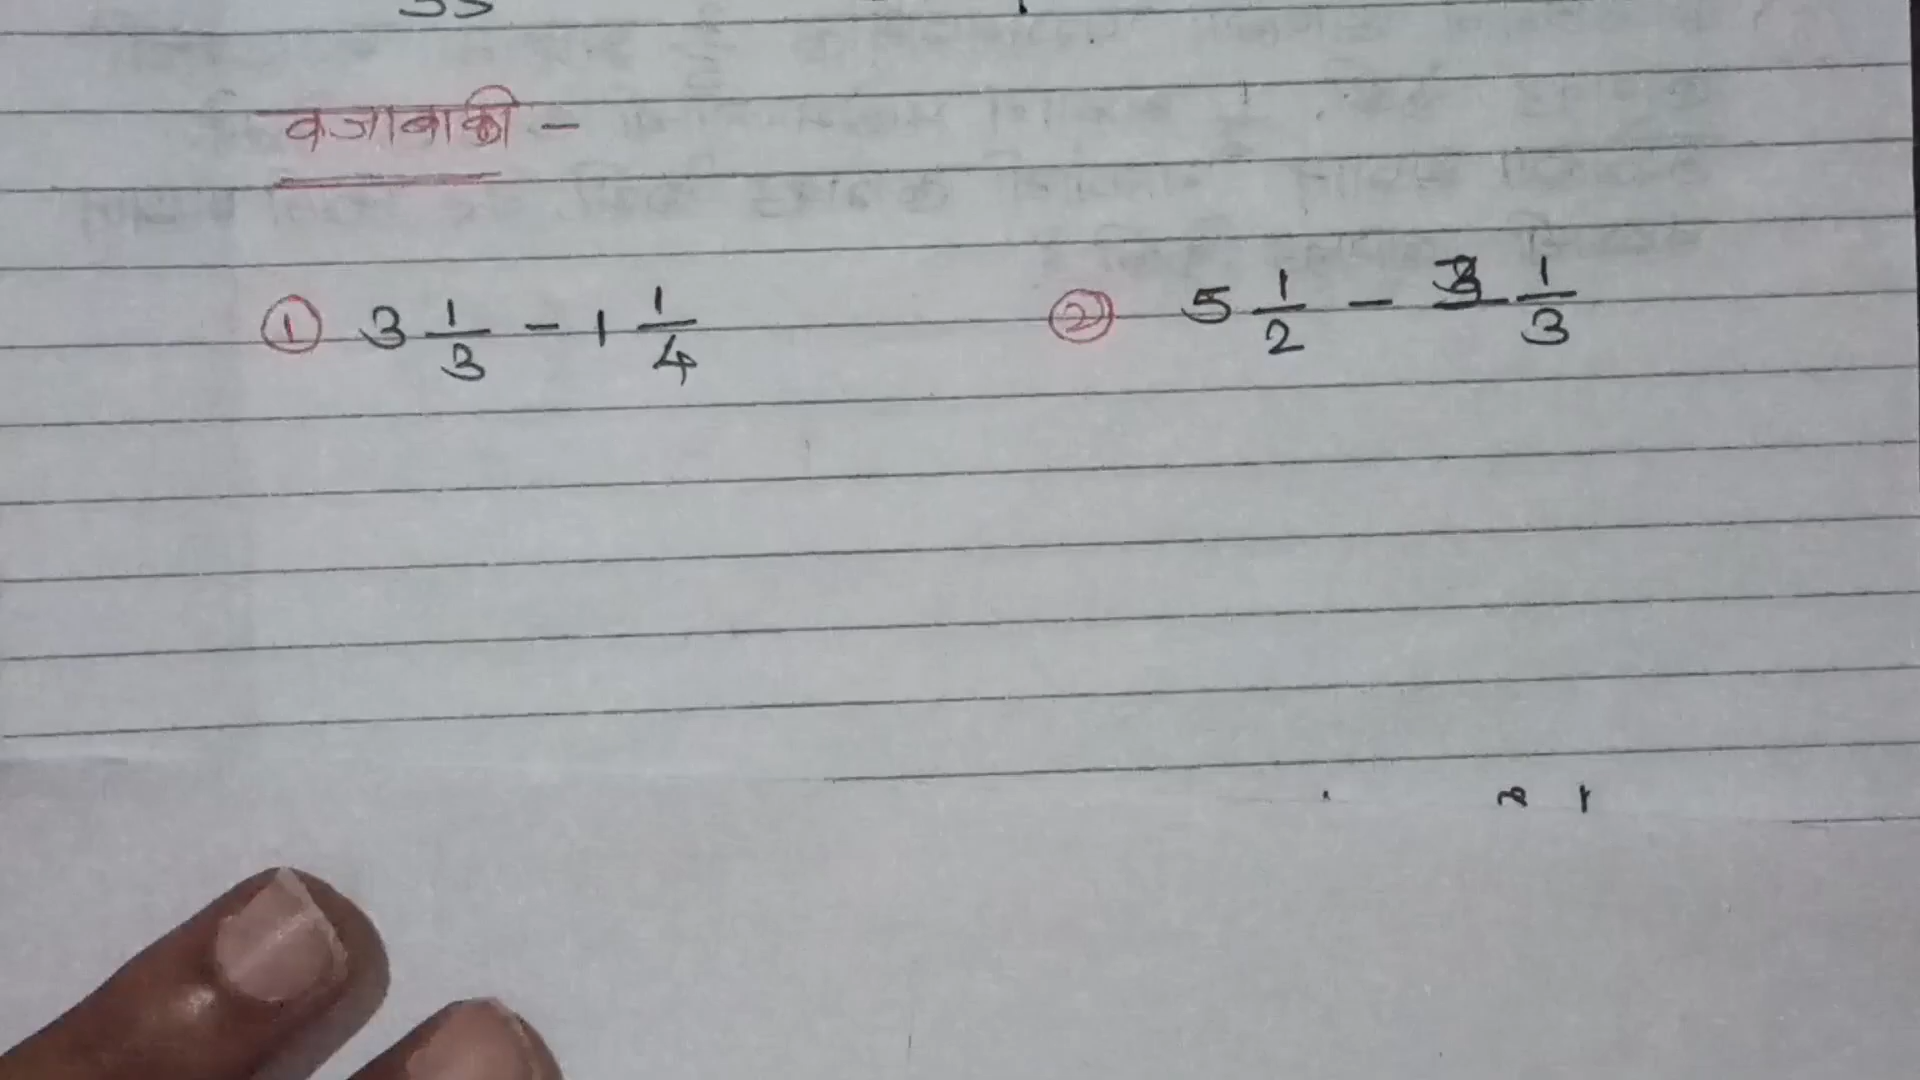 वजाबाकी –
① 3 1/3 - 1 1/4
② 5 1/2 - 3 1/3